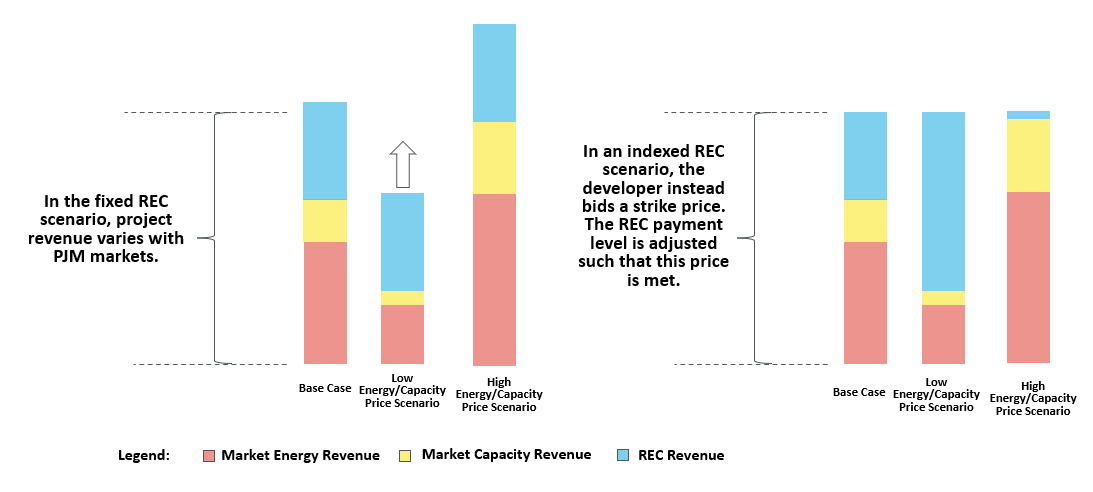 In the fixed REC
scenario, project
revenue varies with
PJM markets.
Base Case
Low
Energy/Capacity
Price Scenario
High
Energy/Capacity
Price Scenario
In an indexed REC
scenario, the
developer instead
bids a strike price.
The REC payment
level is adjusted
such that this price
is met.
Base Case
Low
Energy/Capacity
Price Scenario
High
Energy/Capacity
Price Scenario
Legend: Market Energy Revenue Market Capacity Revenue REC Revenue